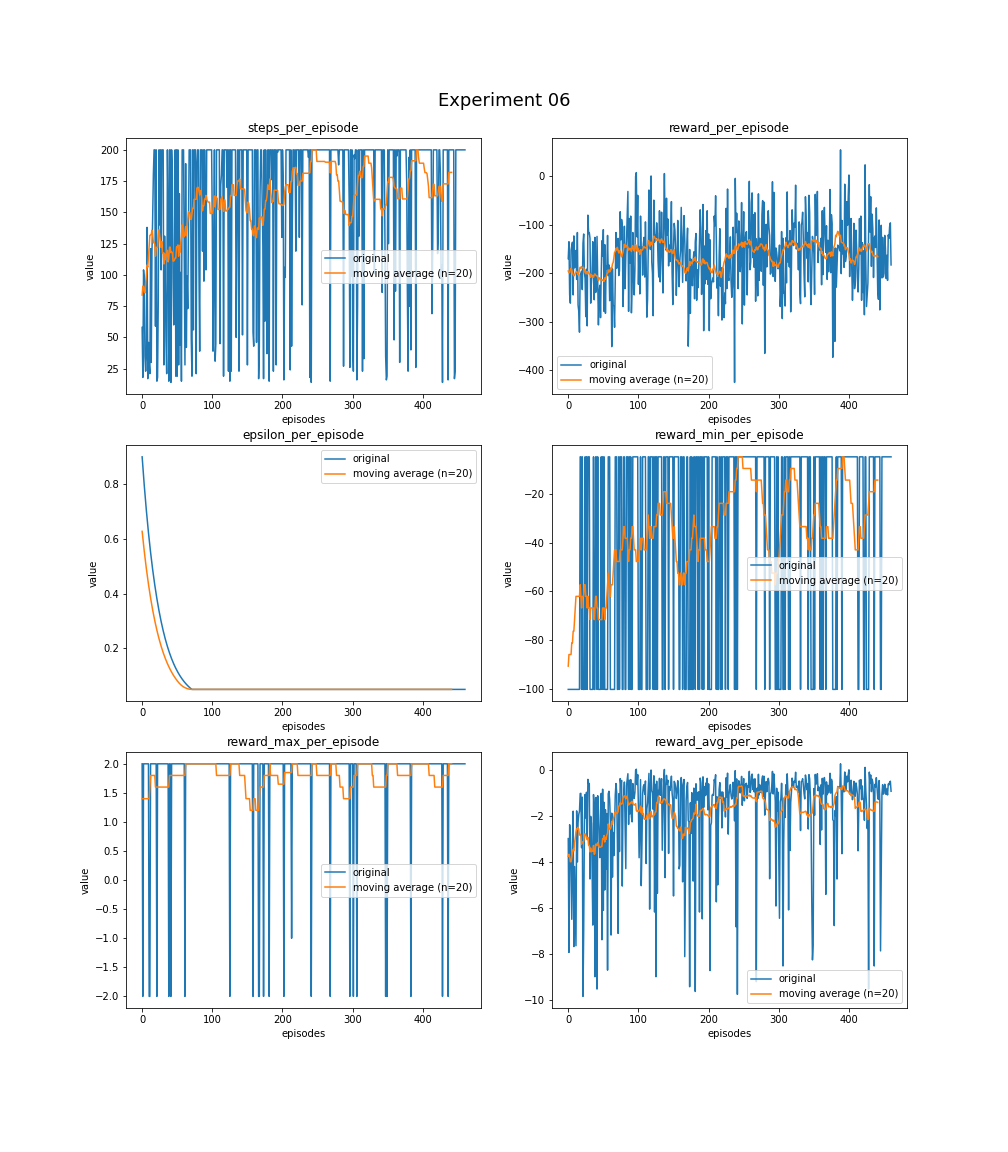 Experiment 06
steps_per_episode
200
175
150
125
100
75
50
25
value
original
moving average (n=20)
0
100
200
300
400
episodes
reward_per_episode
0
−100
−200
−300
−400
value
original
moving average (n=20)
0
100
200
300
400
episodes
epsilon_per_episode
0.8
0.6
0.4
0.2
value
original
moving average (n=20)
0
100
200
300
400
episodes
reward_min_per_episode
−20
−40
−60
−80
−100
value
original
moving average (n=20)
0
100
200
300
400
episodes
reward_max_per_episode
2.0
1.5
1.0
0.5
0.0
−0.5
−1.0
−1.5
−2.0
value
original
moving average (n=20)
0
100
200
300
400
episodes
reward_avg_per_episode
0
−2
−4
−6
−8
−10
value
original
moving average (n=20)
0
100
200
300
400
episodes